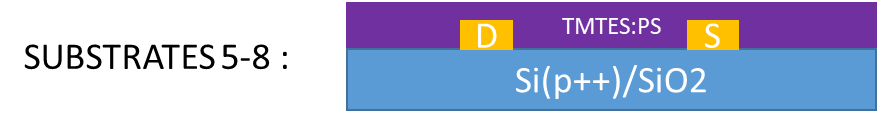 SUBSTRATES 5-8 :
TMTES:PS
D
S
Si(p++)/SiO2